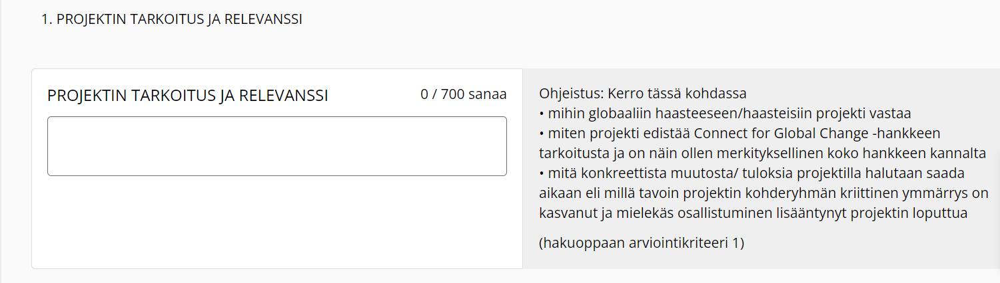 1. PROJEKTIN TARKOITUS JA RELEVANSSI
PROJEKTIN TARKOITUS JA RELEVANSSI
0 / 700 sanaa
Ohjeistus: Kerro tässä kohdassa
• mihin globaaliin haasteeseen/haasteisiin projekti vastaa
• miten projekti edistää Connect for Global Change -hankkeen
tarkoitusta ja on näin ollen merkityksellinen koko hankkeen kannalta
• mitä konkreettista muutosta/ tuloksia projektilla halutaan saada
aikaan eli millä tavoin projektin kohderyhmän kriittinen ymmärrys on
kasvanut ja mielekäs osallistuminen lisääntynyt projektin loputtua
(hakuoppaan arviointikriteeri 1)